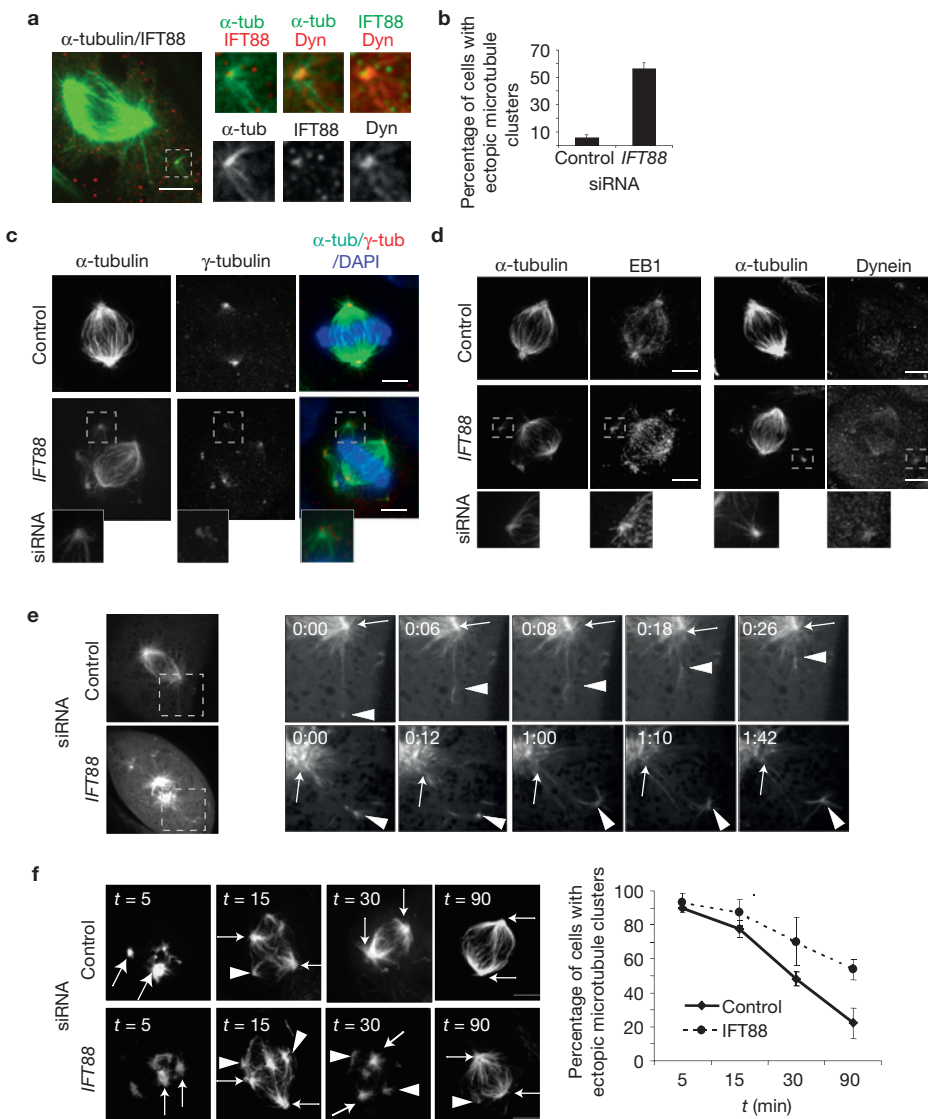 a
α-tubulin/IFT88
α-tub
IFT88
α-tub
Dyn
IFT88
Dyn
α-tub
IFT88
Dyn
b
Percentage of cells with
ectopic microtubule
clusters
70
50
30
10
Control
IFT88
siRNA
c
α-tubulin
γ-tubulin
α-tub/γ-tub
/DAPI
Control
IFT88
siRNA
d
α-tubulin
EB1
α-tubulin
Dynein
Control
IFT88
siRNA
e
siRNA
Control
IFT88
0:00
0:06
0:08
0:18
0:26
0:00
0:12
1:00
1:10
1:42
f
siRNA
Control
t = 5
t = 15
t = 30
t = 90
IFT88
t = 5
t = 15
t = 30
t = 90
Percentage of cells with
ectopic microtubule clusters
100
80
60
40
20
0
Control
IFT88
5
15
30
90
t (min)